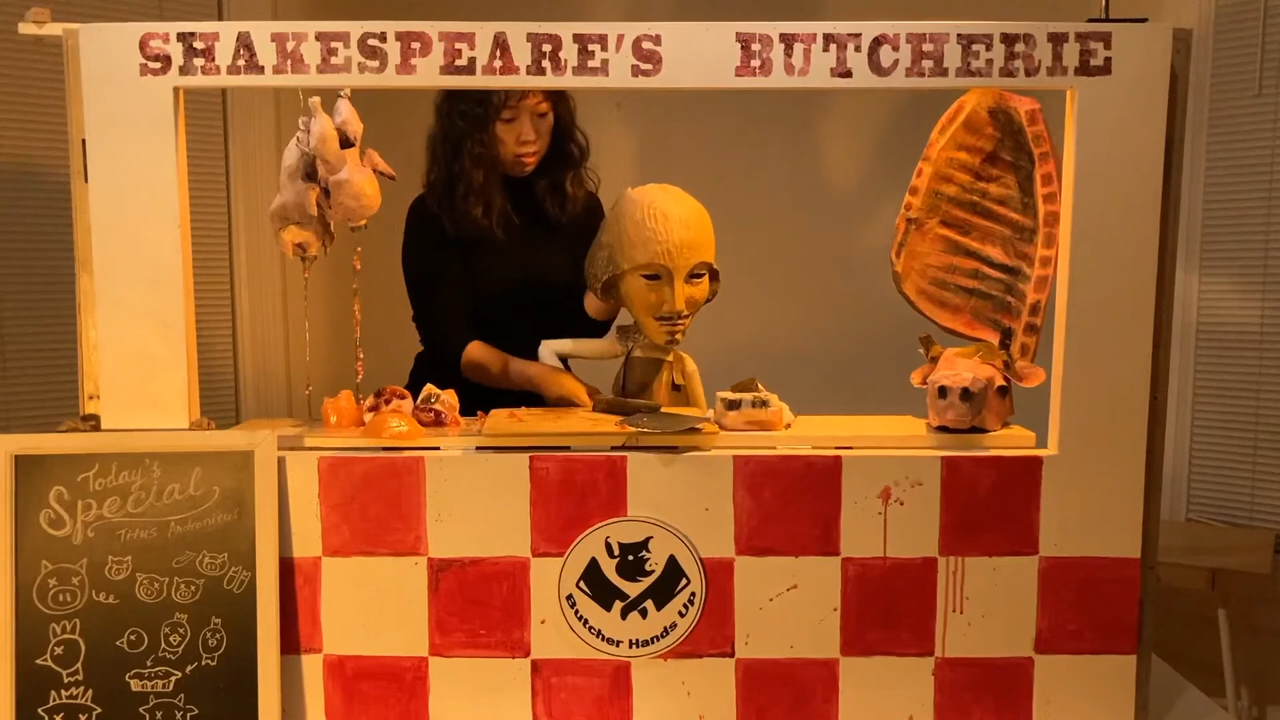 SHAKESPEARE'S BUTCHERIE
Today's
Special
Titus Andronicus
Butcher Hands Up